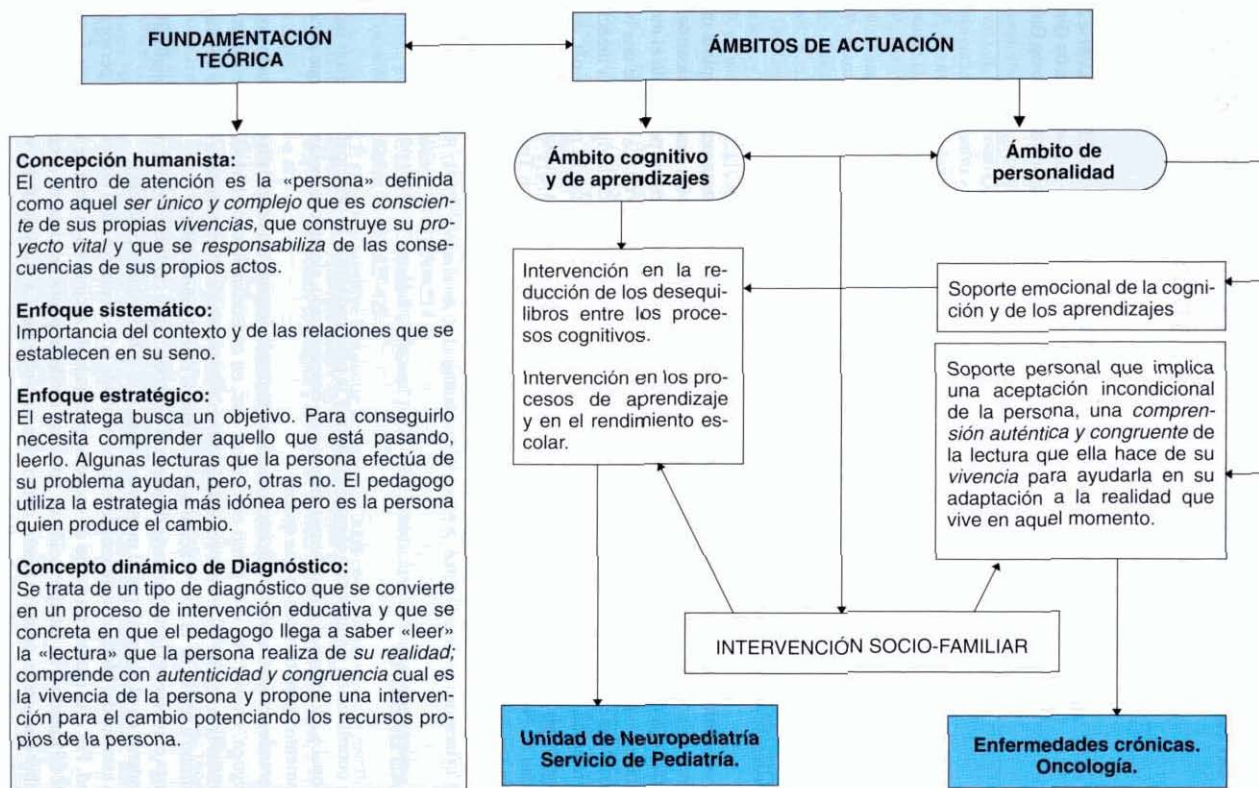 FUNDAMENTACIÓN
TEÓRICA
ÁMBITOS DE ACTUACIÓN
Concepción humanista:
El centro de atención es la «persona» definida
como aquel ser único y complejo que es conscien-
te de sus propias vivencias, que construye su pro-
yecto vital y que se responsabiliza de las conse-
cuencias de sus propios actos.
Enfoque sistemático:
Importancia del contexto y de las relaciones que se
establecen en su seno.
Enfoque estratégico:
El estratega busca un objetivo. Para conseguirlo
necesita comprender aquello que está pasando,
leerlo. Algunas lecturas que la persona efectúa de
su problema ayudan, pero, otras no. El pedagogo
utiliza la estrategia más idónea pero es la persona
quien produce el cambio.
Concepto dinámico de Diagnóstico:
Se trata de un tipo de diagnóstico que se convierte
en un proceso de intervención educativa y que se
concreta en que el pedagogo llega a saber «leer»
la «lectura» que la persona realiza de su realidad;
comprende con autenticidad y congruencia cual es
la vivencia de la persona y propone una interven-
ción para el cambio potenciando los recursos pro-
pios de la persona.
Ámbito cognitivo
y de aprendizajes
Ámbito de
personalidad
Intervención en la re-
ducción de los desequi-
libros entre los proce-
sos cognitivos.
Intervención en los pro-
cesos de aprendizaje
y en el rendimiento es-
colar.
Soporte emocional de la cogni-
ción y de los aprendizajes
Soporte personal que implica
una aceptación incondicional
de la persona, una compren-
sión auténtica y congruente de
la lectura que ella hace de su
vivencia para ayudarla en su
adaptación a la realidad que
vive en aquel momento.
INTERVENCIÓN SOCIO-FAMILIAR
Unidad de Neuropediatría
Servicio de Pediatría.
Enfermedades crónicas.
Oncología.